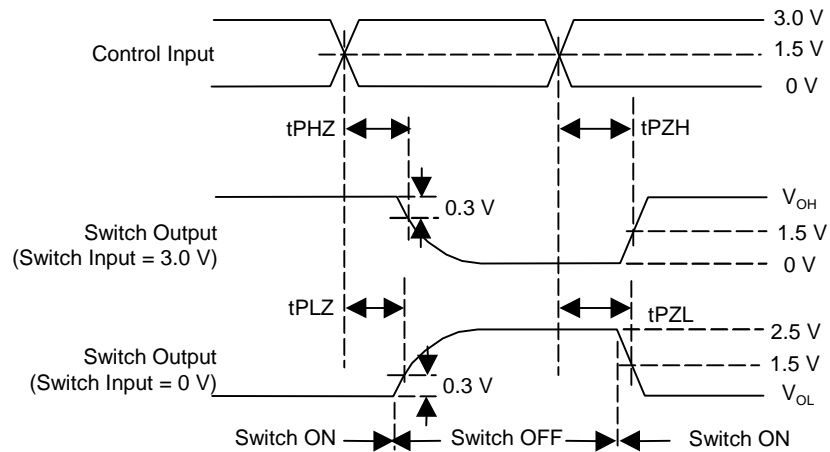 3.0 V
Control Input
1.5 V
0 V
tPHZ
tPZH
0.3 V
VOH
Switch Output
(Switch Input = 3.0 V)
1.5 V
0 V
tPLZ
tPZL
2.5 V
Switch Output
(Switch Input = 0 V)
1.5 V
0.3 V
VOL
Switch ON
Switch OFF
Switch ON